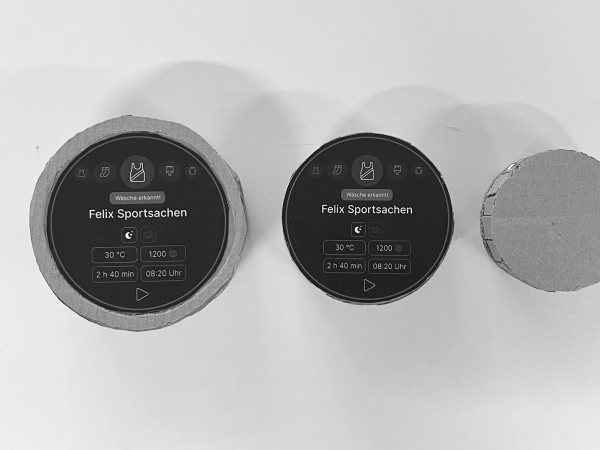 Wäsche erkannt!
Felix Sportsachen
30 °C 1200
2 h 40 min 08:20 Uhr
Wäsche erkannt!
Felix Sportsachen
30 °C 1200
2 h 40 min 08:20 Uhr